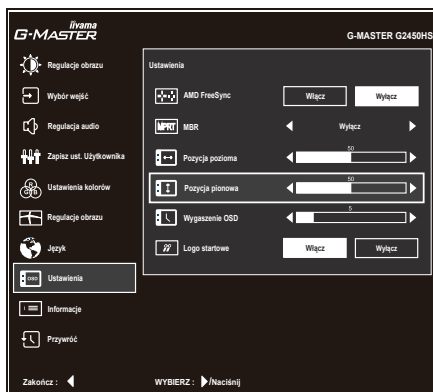 iiyama
G-MASTER
G-MASTER G2450HS
Regulacje obrazu
Wybór wejść
Regulacja audio
Zapisz ust. Użytkownika
Ustawienia kolorów
Regulacje obrazu
Język
OSD Ustawienia
Informacje
Przywróć
Ustawienia
AMD FreeSync Włącz Wyłącz
MPRT MBR Wyłącz
Pozycja pozioma 50
Pozycja pionowa 50
Wygaszenie OSD 5
Logo startowe Włącz Wyłącz
Zakończ : WYBIERZ : /Naciśnij